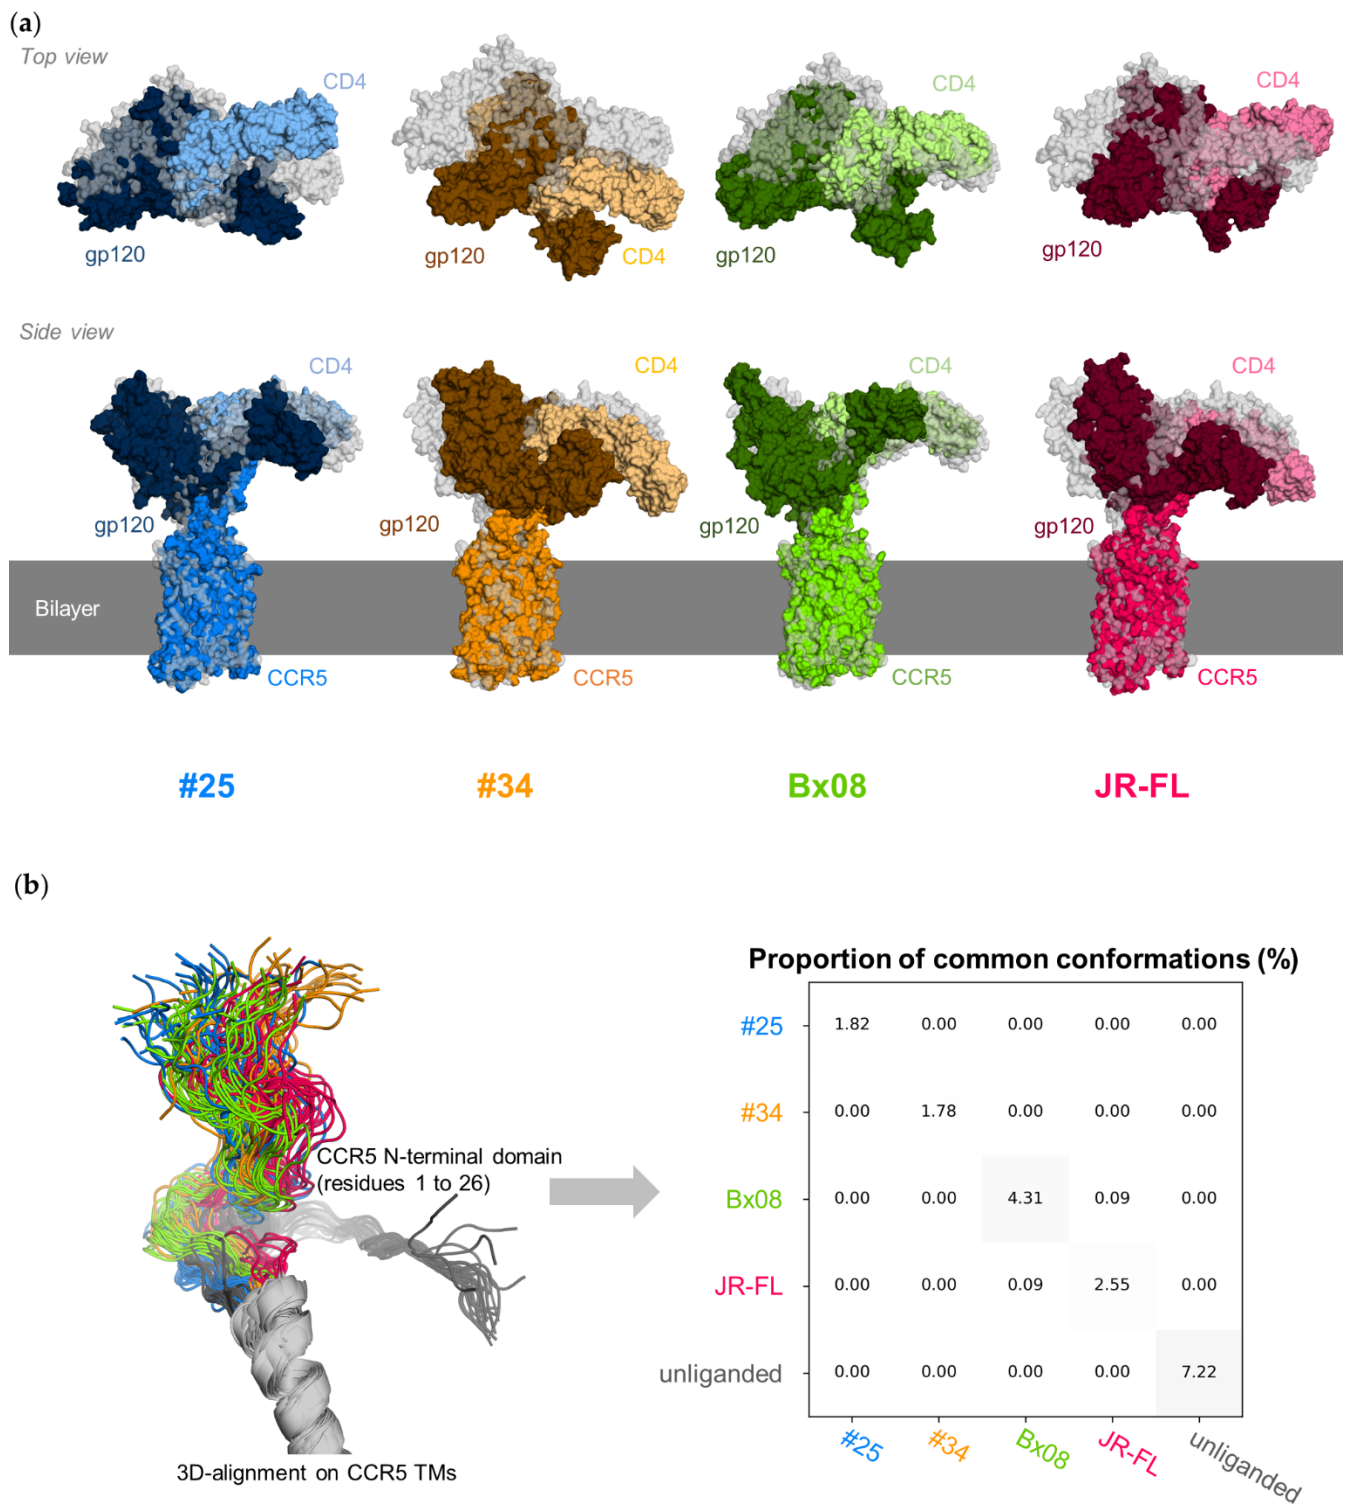 (a)
Top view
CD4
CD4
CD4
CD4
gp120
gp120
CD4
gp120
gp120
Side view
CD4
CD4
CD4
CD4
gp120
gp120
gp120
gp120
Bilayer
CCR5
CCR5
CCR5
CCR5
#25
#34
Bx08
JR-FL
(b)
CCR5 N-terminal domain
(residues 1 to 26)
3D-alignment on CCR5 TMs
Proportion of common conformations (%)
#25 1.82 0.00 0.00 0.00 0.00
#34 0.00 1.78 0.00 0.00 0.00
Bx08 0.00 0.00 4.31 0.09 0.00
JR-FL 0.00 0.00 0.09 2.55 0.00
unliganded 0.00 0.00 0.00 0.00 7.22
#25 #34 Bx08 JR-FL unliganded